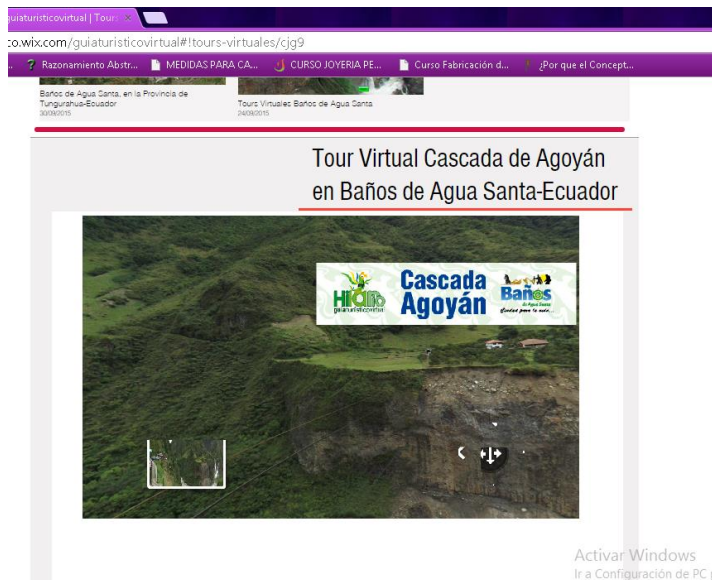 guiaturisticovirtual | Tour
co.wix.com/guiaturisticovirtual#!tours-virtuales/cjg9
Razonamiento Abstr... MEDIDAS PARA CA... CURSO JOYERIA PE... Curso Fabricación d... ¿Por que el Concept...
Baños de Agua Santa, en la Provincia de
Tungurahua-Ecuador
30/09/2015
Tours Virtuales Baños de Agua Santa
24/09/2015
Tour Virtual Cascada de Agoyán
en Baños de Agua Santa-Ecuador
guiaturisticovirtual
Cascada
Agoyán
Baños
de Agua Santa
Activar Windows
Ir a Configuración de PC